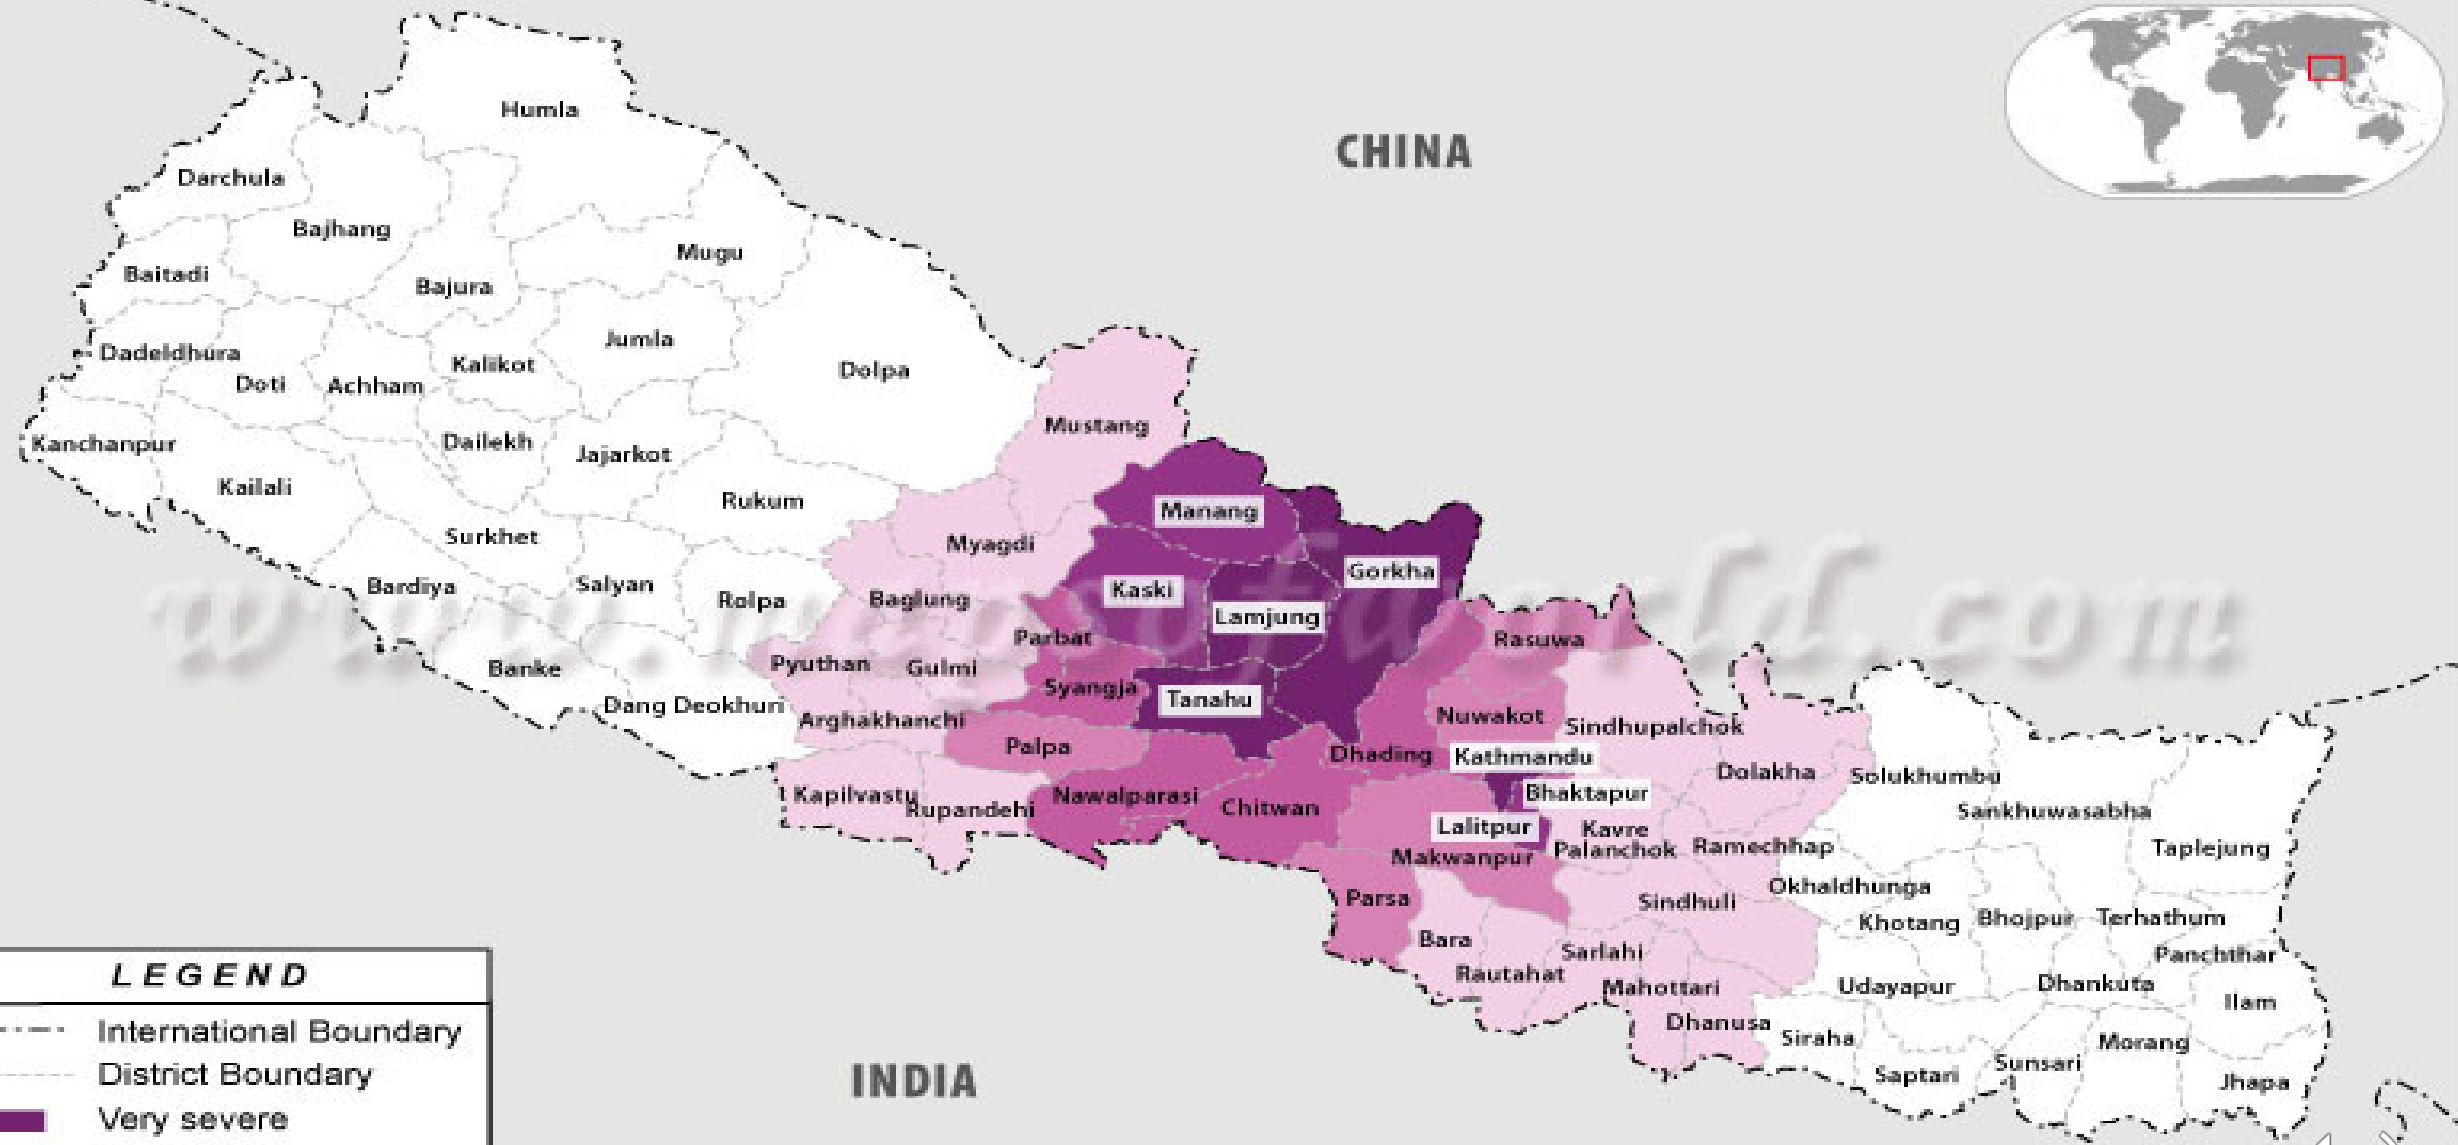 CHINA
Humla
Darchula
Bajhang
Mugu
Baitadi
Bajura
Jumla
Dadeldhura
Kalikot
Dolpa
Doti
Achham
Mustang
Kanchanpur
Dailekh
Jajarkot
Kailali
Rukum
Manang
Surkhet
Myagdi
Gorkha
Bardiya
Salyan
Rolpa
Baglung
Kaski
Lamjung
www.mapsofworld.com
Parbat
Rasuwa
Banke
Pyuthan
Gulmi
Syangja
Tanahu
Dang Deokhuri
Arghakhanchi
Nuwakot
Sindhupalchok
Palpa
Dhading
Kathmandu
Dolakha
Solukhumbu
Kapilvastu
Rupandehi
Nawalparasi
Chitwan
Bhaktapur
Sankhuwasabha
Lalitpur
Kavre
Palanchok
Ramechhap
Taplejung
Makwanpur
Okhaldhunga
Parsa
Sindhuli
Khotang
Bhojpur
Terhathum
Bara
Sarlahi
Panchthar
Rautahat
Mahottari
Udayapur
Dhankuta
Ilam
Dhanusa
Siraha
Morang
Saptari
Sunsari
Jhapa
INDIA
LEGEND
International Boundary
District Boundary
Very severe